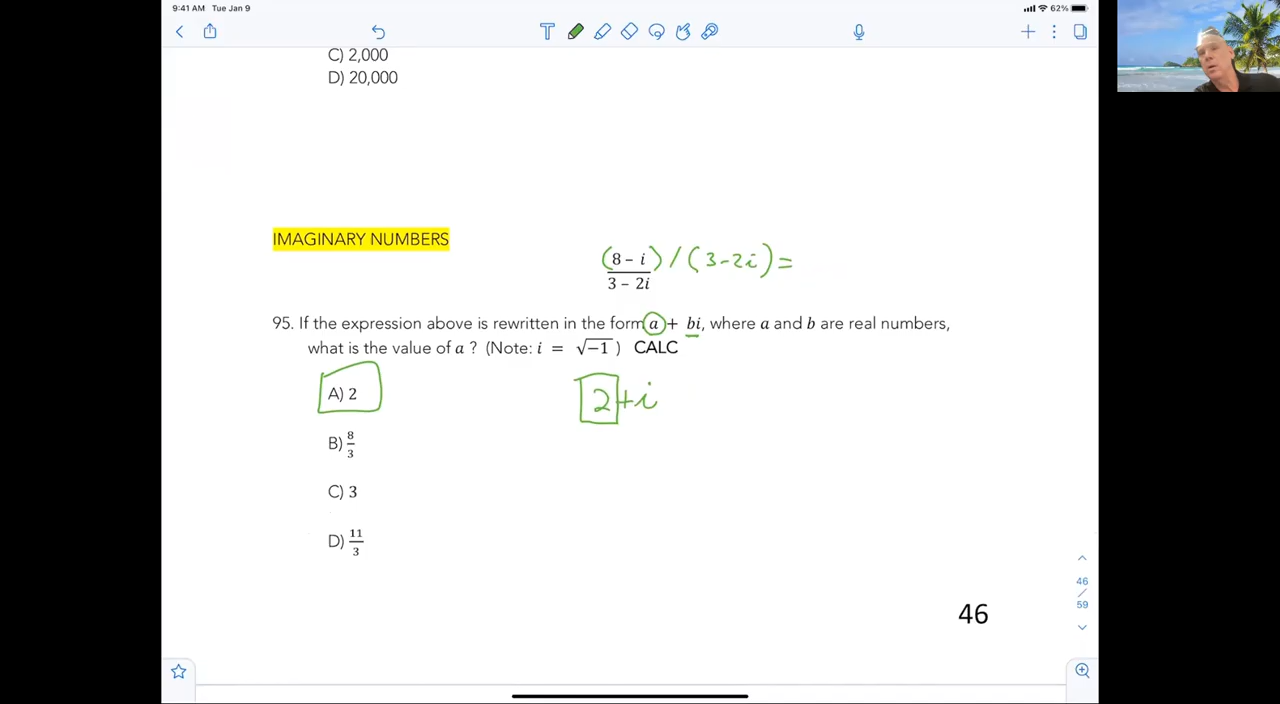 9:41 AM Tue Jan 9
62%
C) 2,000
D) 20,000
IMAGINARY NUMBERS
(8 – i) / (3-2i) =
3 – 2i
95. If the expression above is rewritten in the form a + bi, where a and b are real numbers,
what is the value of a ? (Note: i = √−1 ) CALC
A) 2
2+i
B) 8/3
C) 3
D) 11/3
46
/
59
46